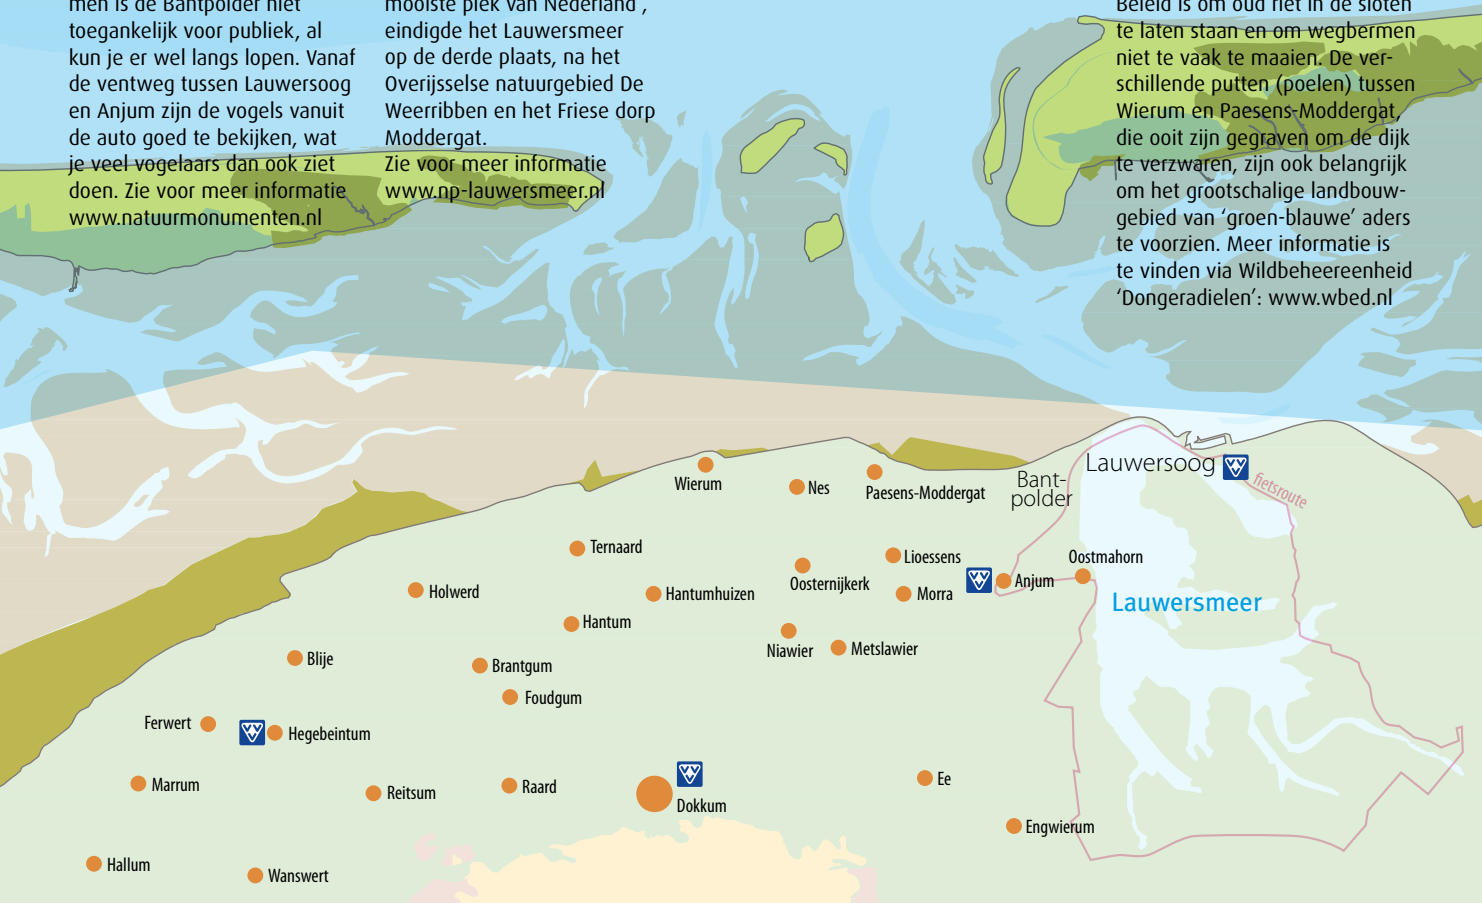 men is de Bantpolder niet
toegankelijk voor publiek, al
kun je er wel langs lopen. Vanaf
de ventweg tussen Lauwersoog
en Anjum zijn de vogels vanuit
de auto goed te bekijken, wat
je veel vogelaars dan ook ziet
doen. Zie voor meer informatie
www.natuurmonumenten.nl
mooiste plek van Nederland',
eindigde het Lauwersmeer
op de derde plaats, na het
Overijsselse natuurgebied De
Weerribben en het Friese dorp
Moddergat.
Zie voor meer informatie
www.np-lauwersmeer.nl
Beleid is om oud riet in de sloten
te laten staan en om wegbermen
niet te vaak te maaien. De ver-
schillende putten (poelen) tussen
Wierum en Paesens-Moddergat,
die ooit zijn gegraven om de dijk
te verzwaren, zijn ook belangrijk
om het grootschalige landbouw-
gebied van ‘groen-blauwe’ aders
te voorzien. Meer informatie is
te vinden via Wildbeheereenheid
‘Dongeradielen’: www.wbed.nl
Lauwersoog
fietsroute
Bant-
polder
Wierum
Nes
Paesens-Moddergat
Ternaard
Lioessens
Oostmahorn
Oosternijkerk
Anjum
Holwerd
Hantumhuizen
Morra
Lauwersmeer
Hantum
Niawier
Metslawier
Blije
Brantgum
Foudgum
Ferwert
Hegebeintum
Marrum
Reitsum
Raard
Dokkum
Ee
Engwierum
Hallum
Wanswert